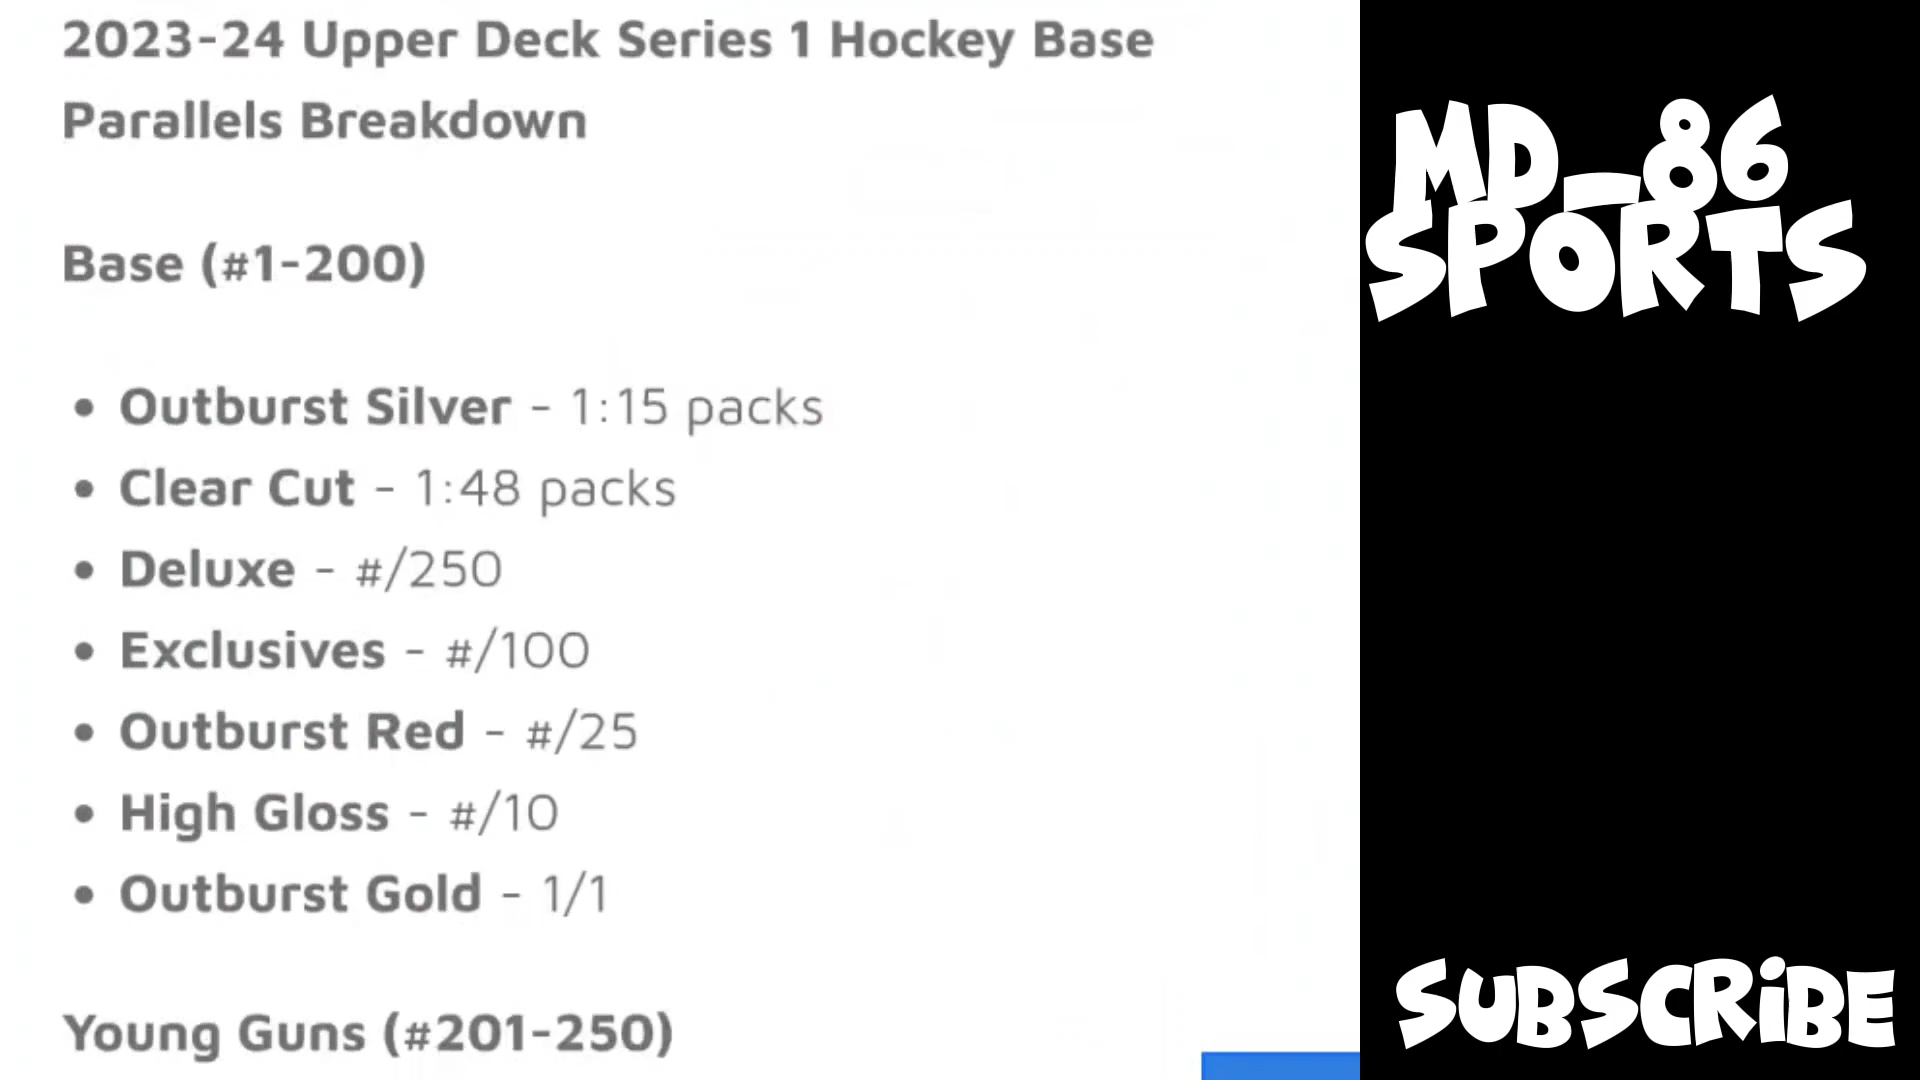 2023-24 Upper Deck Series 1 Hockey Base
Parallels Breakdown
Base (#1-200)
• Outburst Silver - 1:15 packs
• Clear Cut - 1:48 packs
• Deluxe - #/250
• Exclusives - #/100
• Outburst Red - #/25
• High Gloss - #/10
• Outburst Gold - 1/1
Young Guns (#201-250)
MD_86
SPORTS
SUBSCRiBE